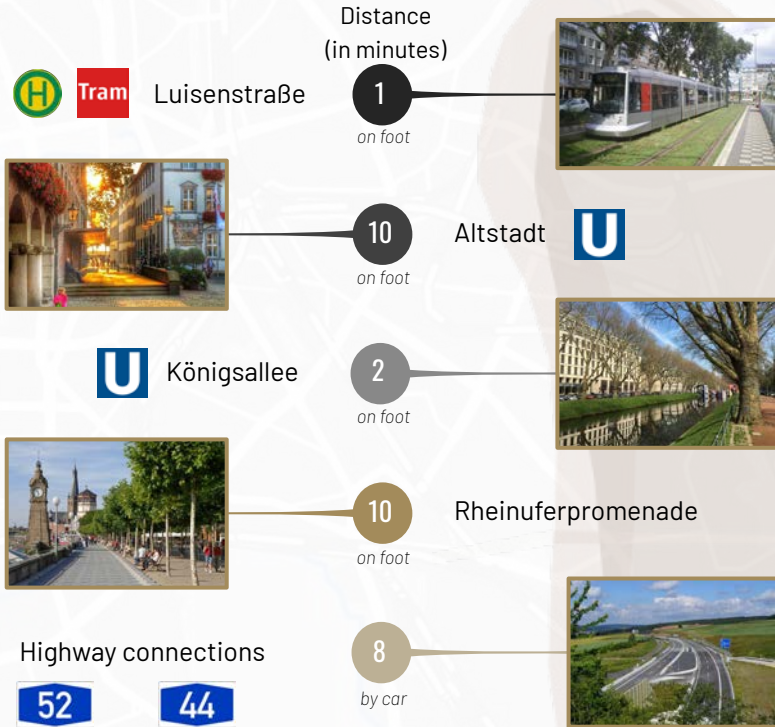 Distance
(in minutes)
H Tram Luisenstraße 1
on foot
10 Altstadt U
on foot
U Königsallee 2
on foot
10 Rheinuferpromenade
on foot
Highway connections 8
by car
52 44